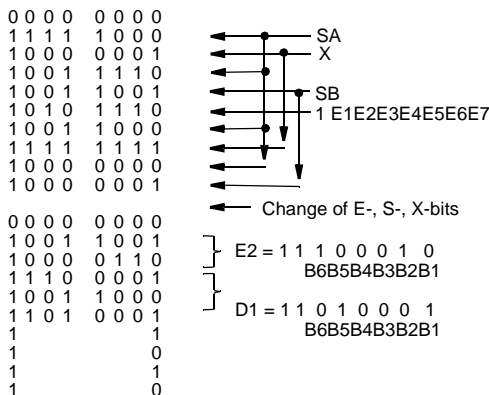 0 0 0 0 0 0 0 0
1 1 1 1 1 0 0 0 SA
1 0 0 0 0 0 0 1 X
1 0 0 1 1 1 1 0
1 0 0 1 1 0 0 1 SB
1 0 1 0 1 1 1 0 1 E1E2E3E4E5E6E7
1 0 0 1 1 0 0 0
1 1 1 1 1 1 1 1
1 0 0 0 0 0 0 0
1 0 0 0 0 0 0 1
Change of E-, S-, X-bits
0 0 0 0 0 0 0 0
1 0 0 1 1 0 0 1 E2 = 1 1 1 0 0 0 1 0
1 0 0 0 0 1 1 0 B6B5B4B3B2B1
1 1 1 0 0 0 0 1
1 0 0 1 1 0 0 0 D1 = 1 1 0 1 0 0 0 1
1 1 0 1 0 0 0 1 B6B5B4B3B2B1
1 1
1 0
1 1
1 0